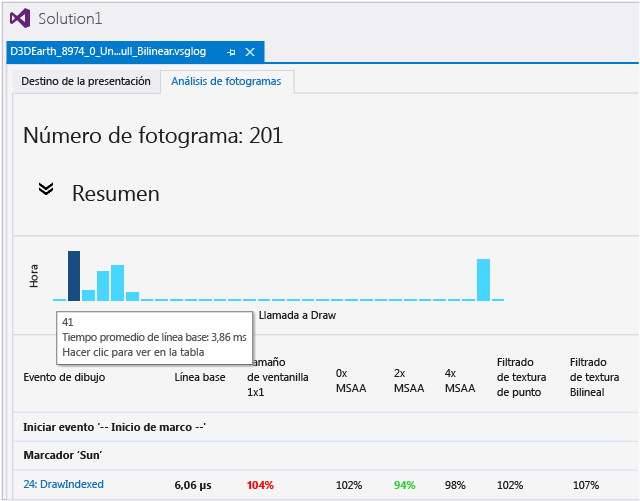 Solution1
D3DEarth_8974_0_Un...ull_Bilinear.vsglog
Destino de la presentación
Análisis de fotogramas
Número de fotograma: 201
Resumen
Hora
Llamada a Draw
41
Tiempo promedio de línea base: 3,86 ms
Hacer clic para ver en la tabla
Evento de dibujo
Línea base
de ventanilla
1x1
0x
MSAA
2x
MSAA
4x
MSAA
Filtrado
de textura
de punto
Filtrado
de textura
Bilineal
Iniciar evento '-- Inicio de marco --'
Marcador 'Sun'
24: DrawIndexed
6,06 µs
104%
102%
94%
98%
102%
107%